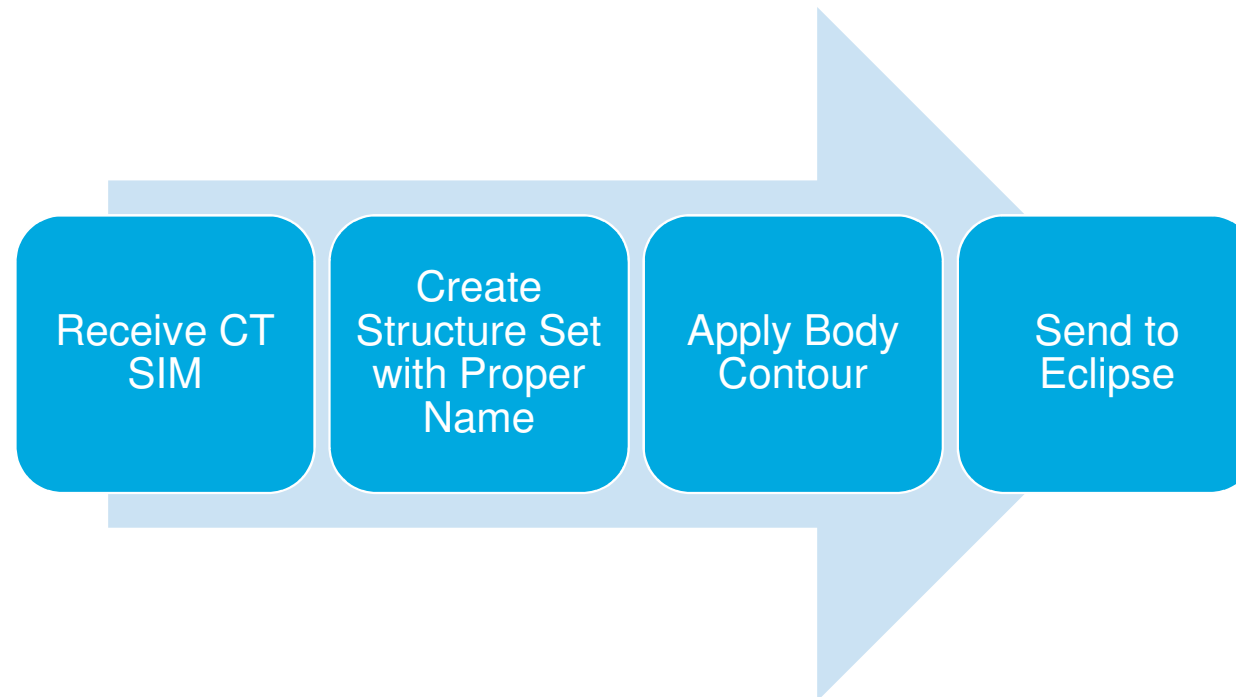 Receive CT
SIM
Create
Structure Set
with Proper
Name
Apply Body
Contour
Send to
Eclipse